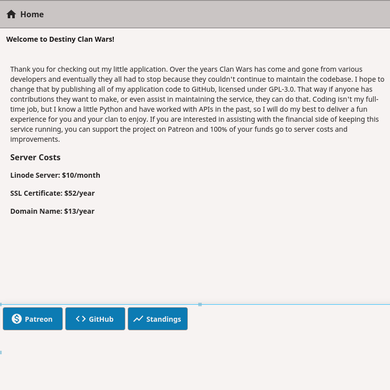 Home
Welcome to Destiny Clan Wars!
Thank you for checking out my little application. Over the years Clan Wars has come and gone from various
developers and eventually they all had to stop because they couldn't continue to maintain the codebase. I hope to
change that by publishing all of my application code to GitHub, licensed under GPL-3.0. That way if anyone has
contributions they want to make, or even assist in maintaining the service, they can do that. Coding isn't my full-
time job, but I know a little Python and have worked with APIs in the past, so I will do my best to deliver a fun
experience for you and your clan to enjoy. If you are interested in assisting with the financial side of keeping this
service running, you can support the project on Patreon and 100% of your funds go to server costs and
improvements.
Server Costs
Linode Server: $10/month
SSL Certificate: $52/year
Domain Name: $13/year
Patreon GitHub Standings